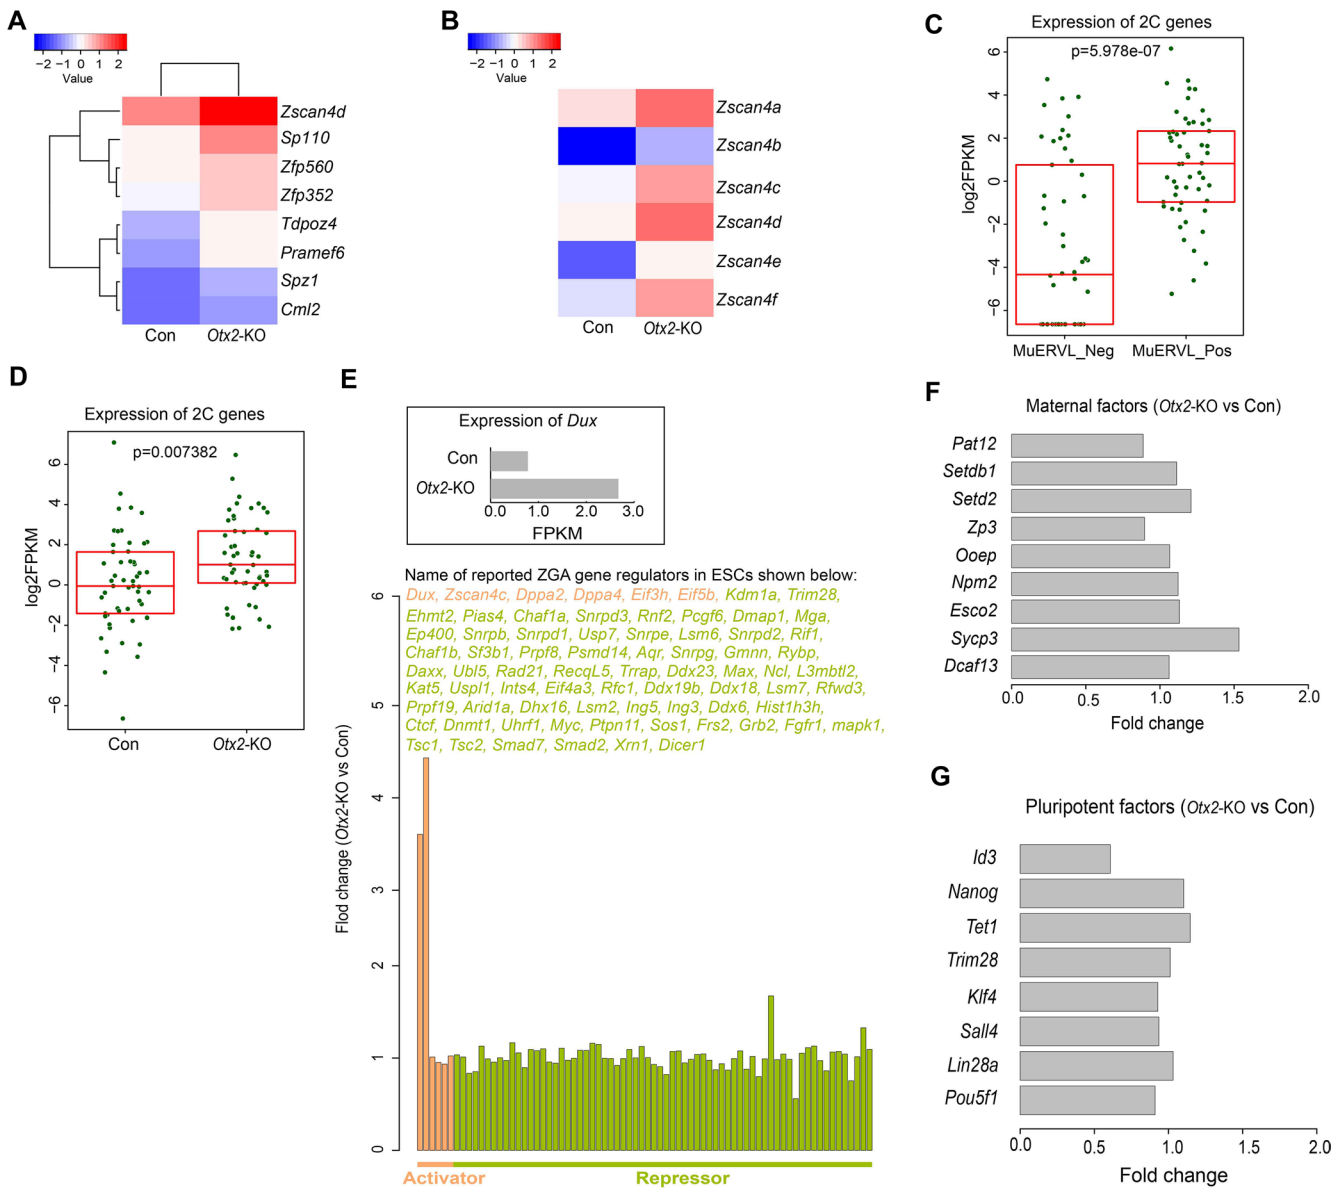 A
−2 −1 0 1 2
Value
Zscan4d
Sp110
Zfp560
Zfp352
Tdpoz4
Pramef6
Spz1
Cml2
Con Otx2-KO
B
−2 −1 0 1 2
Value
Zscan4a
Zscan4b
Zscan4c
Zscan4d
Zscan4e
Zscan4f
Con Otx2-KO
C
Expression of 2C genes
p=5.978e-07
log2FPKM
6
4
2
0
−2
−4
−6
MuERVL_Neg MuERVL_Pos
D
Expression of 2C genes
p=0.007382
log2FPKM
6
4
2
0
−2
−4
−6
Con Otx2-KO
E
Expression of Dux
Con
Otx2-KO
0.0 1.0 2.0 3.0
FPKM
Name of reported ZGA gene regulators in ESCs shown below:
Dux, Zscan4c, Dppa2, Dppa4, Eif3h, Eif5b, Kdm1a, Trim28,
Ehmt2, Pias4, Chaf1a, Snrpd3, Rnf2, Pcgf6, Dmap1, Mga,
Ep400, Snrpb, Snrpd1, Usp7, Snrpe, Lsm6, Snrpd2, Rif1,
Chaf1b, Sf3b1, Prpf8, Psmd14, Aqr, Snrpg, Gmnn, Rybp,
Daxx, Ubl5, Rad21, RecqL5, Trrap, Ddx23, Max, Ncl, L3mbtl2,
Kat5, Uspl1, Ints4, Eif4a3, Rfc1, Ddx19b, Ddx18, Lsm7, Rfwd3,
Prpf19, Arid1a, Dhx16, Lsm2, Ing5, Ing3, Ddx6, Hist1h3h,
Ctcf, Dnmt1, Uhrf1, Myc, Ptpn11, Sos1, Frs2, Grb2, Fgfr1, mapk1,
Tsc1, Tsc2, Smad7, Smad2, Xrn1, Dicer1
Flod change (Otx2-KO vs Con)
6
5
4
3
2
1
0
Activator Repressor
F
Maternal factors (Otx2-KO vs Con)
Pat12
Setdb1
Setd2
Zp3
Ooep
Npm2
Esco2
Sycp3
Dcaf13
0.0 0.5 1.0 1.5 2.0
Fold change
G
Pluripotent factors (Otx2-KO vs Con)
Id3
Nanog
Tet1
Trim28
Klf4
Sall4
Lin28a
Pou5f1
0.0 0.5 1.0 1.5 2.0
Fold change